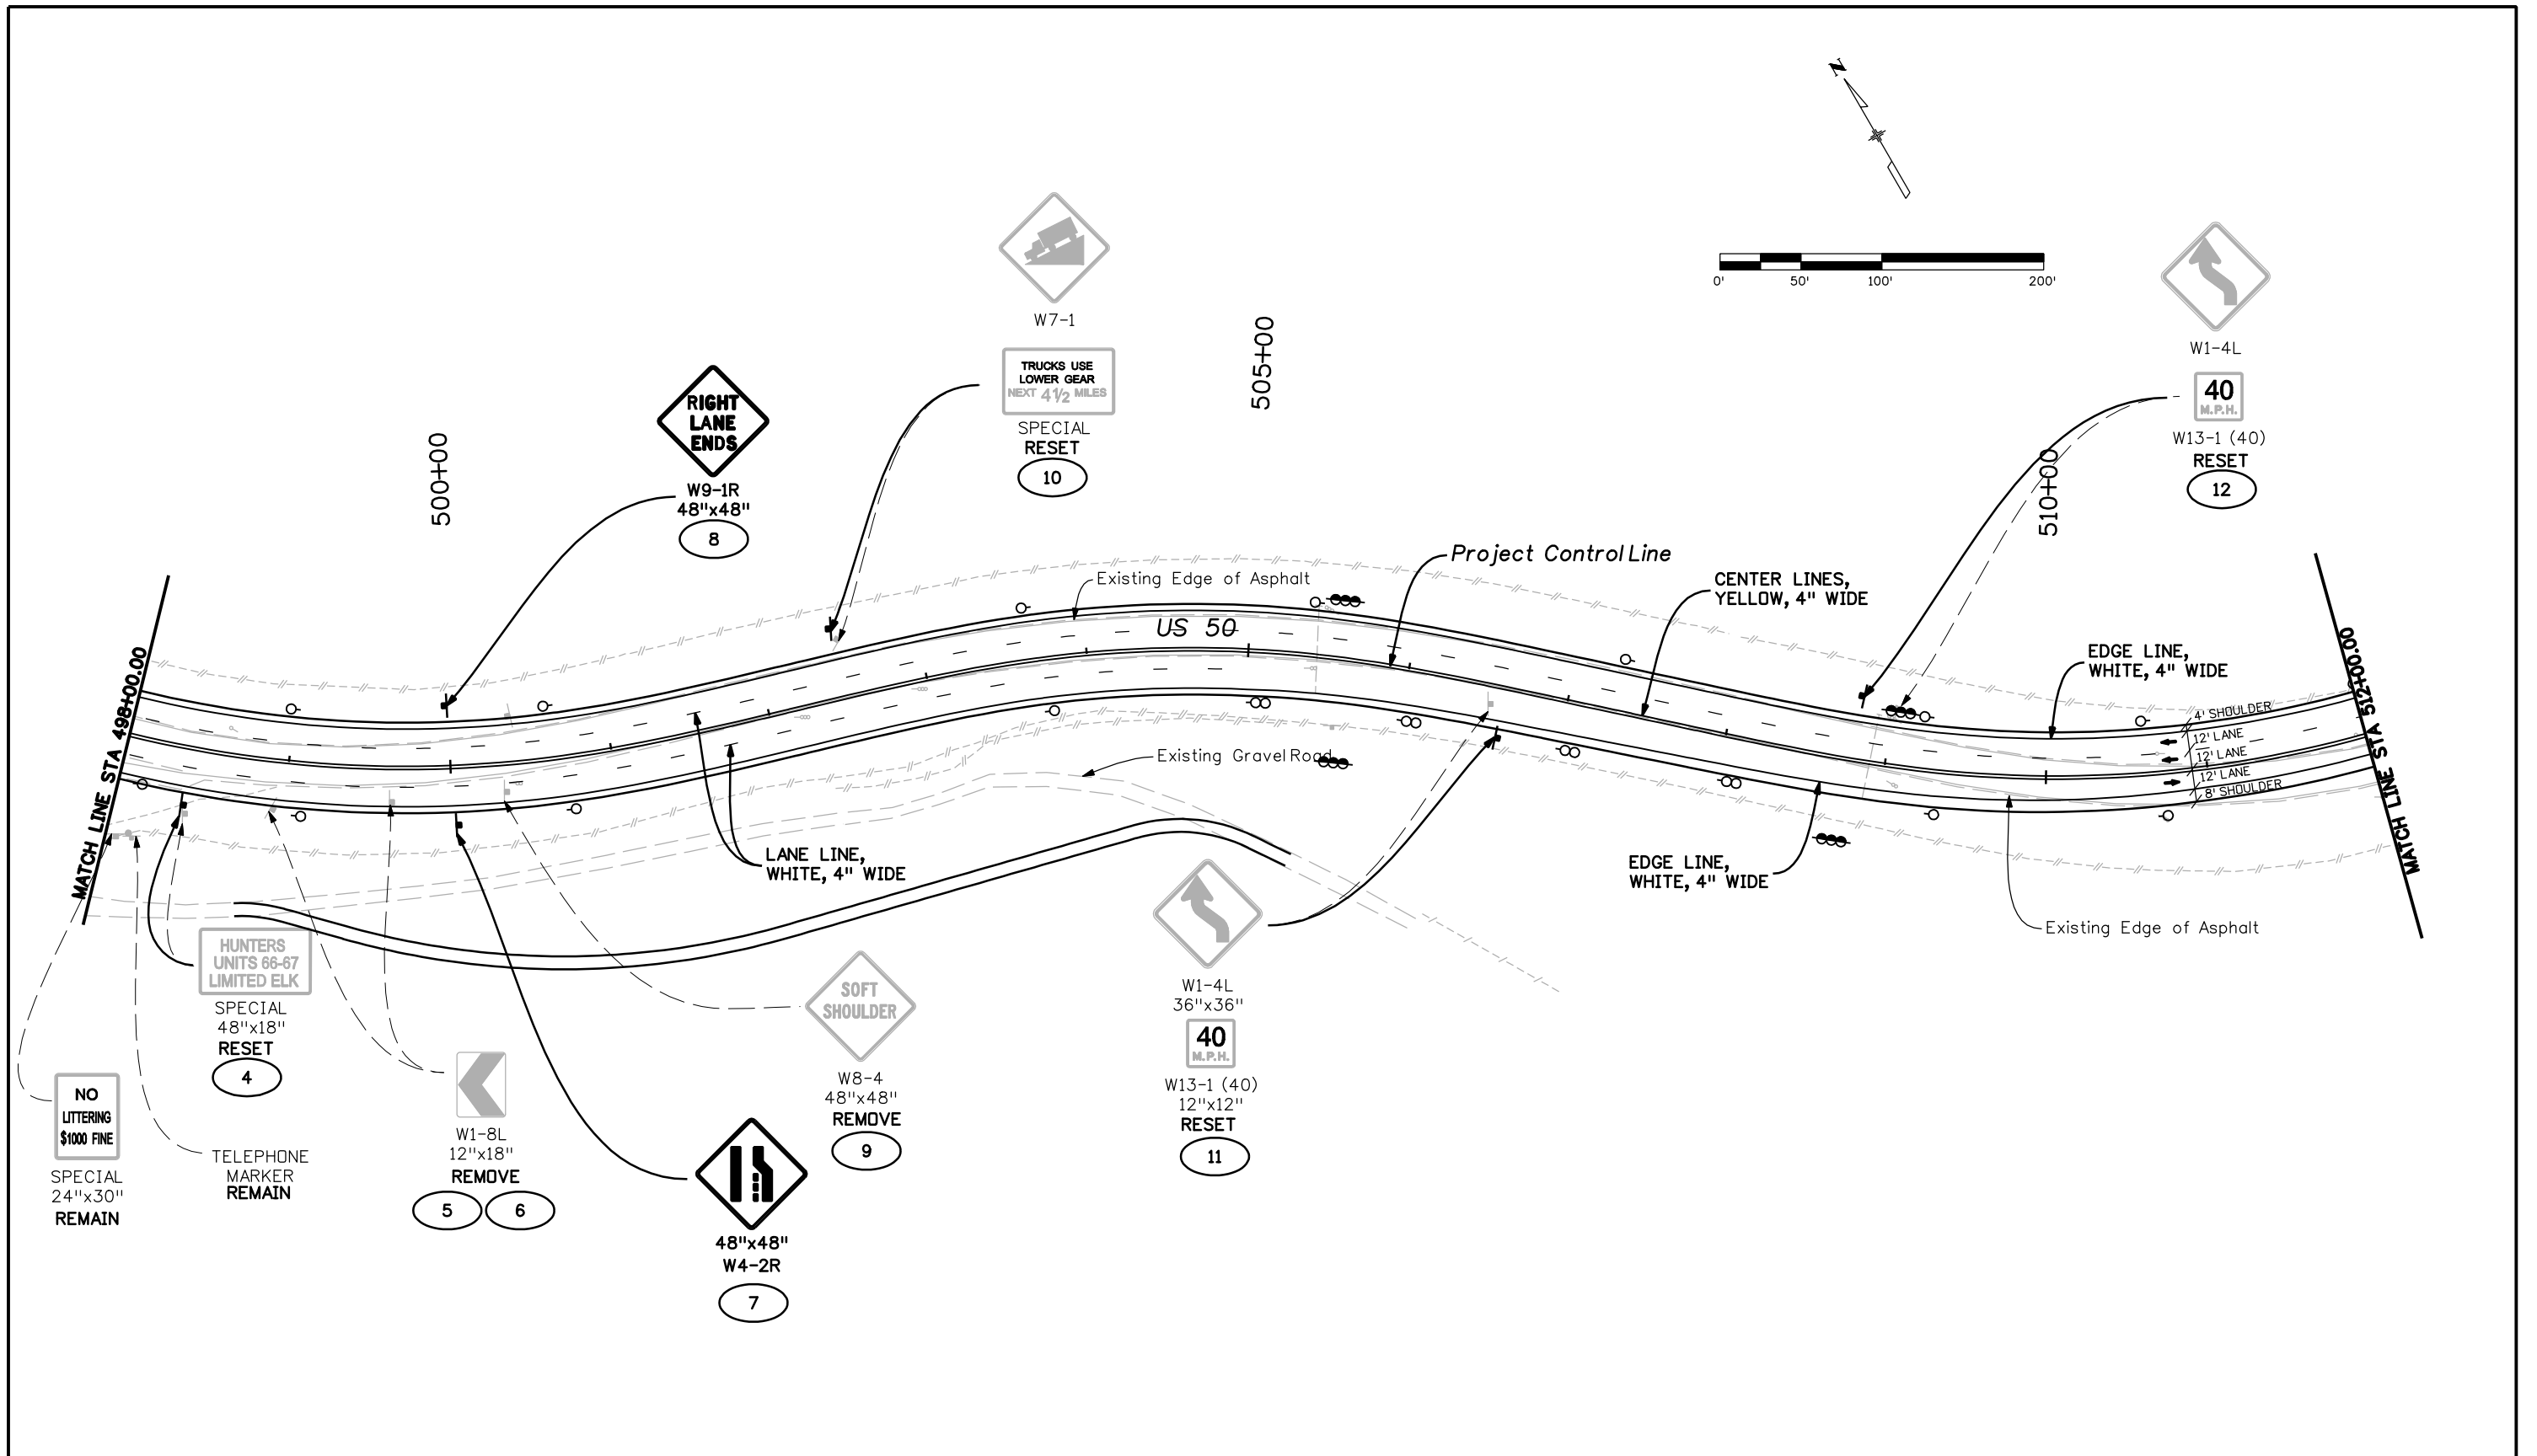 N
0' 50' 100' 200'
W7-1
TRUCKS USE
LOWER GEAR
NEXT 4 1/2 MILES
SPECIAL
RESET
10
505+00
W1-4L
40
M.P.H.
W13-1 (40)
RESET
12
RIGHT
LANE
ENDS
W9-1R
48"x48"
8
500+00
510+00
Project Control Line
Existing Edge of Asphalt
CENTER LINES,
YELLOW, 4" WIDE
US 50
EDGE LINE,
WHITE, 4" WIDE
MATCH LINE STA 498+00.00
MATCH LINE STA 512+00.00
4' SHOULDER
12' LANE
12' LANE
12' LANE
8' SHOULDER
Existing Gravel Road
LANE LINE,
WHITE, 4" WIDE
EDGE LINE,
WHITE, 4" WIDE
Existing Edge of Asphalt
HUNTERS
UNITS 66-67
LIMITED ELK
SPECIAL
48"x18"
RESET
4
SOFT
SHOULDER
W8-4
48"x48"
REMOVE
9
W1-4L
36"x36"
40
M.P.H.
W13-1 (40)
12"x12"
RESET
11
NO
LITTERING
$1000 FINE
SPECIAL
24"x30"
REMAIN
TELEPHONE
MARKER
REMAIN
W1-8L
12"x18"
REMOVE
5 6
48"x48"
W4-2R
7